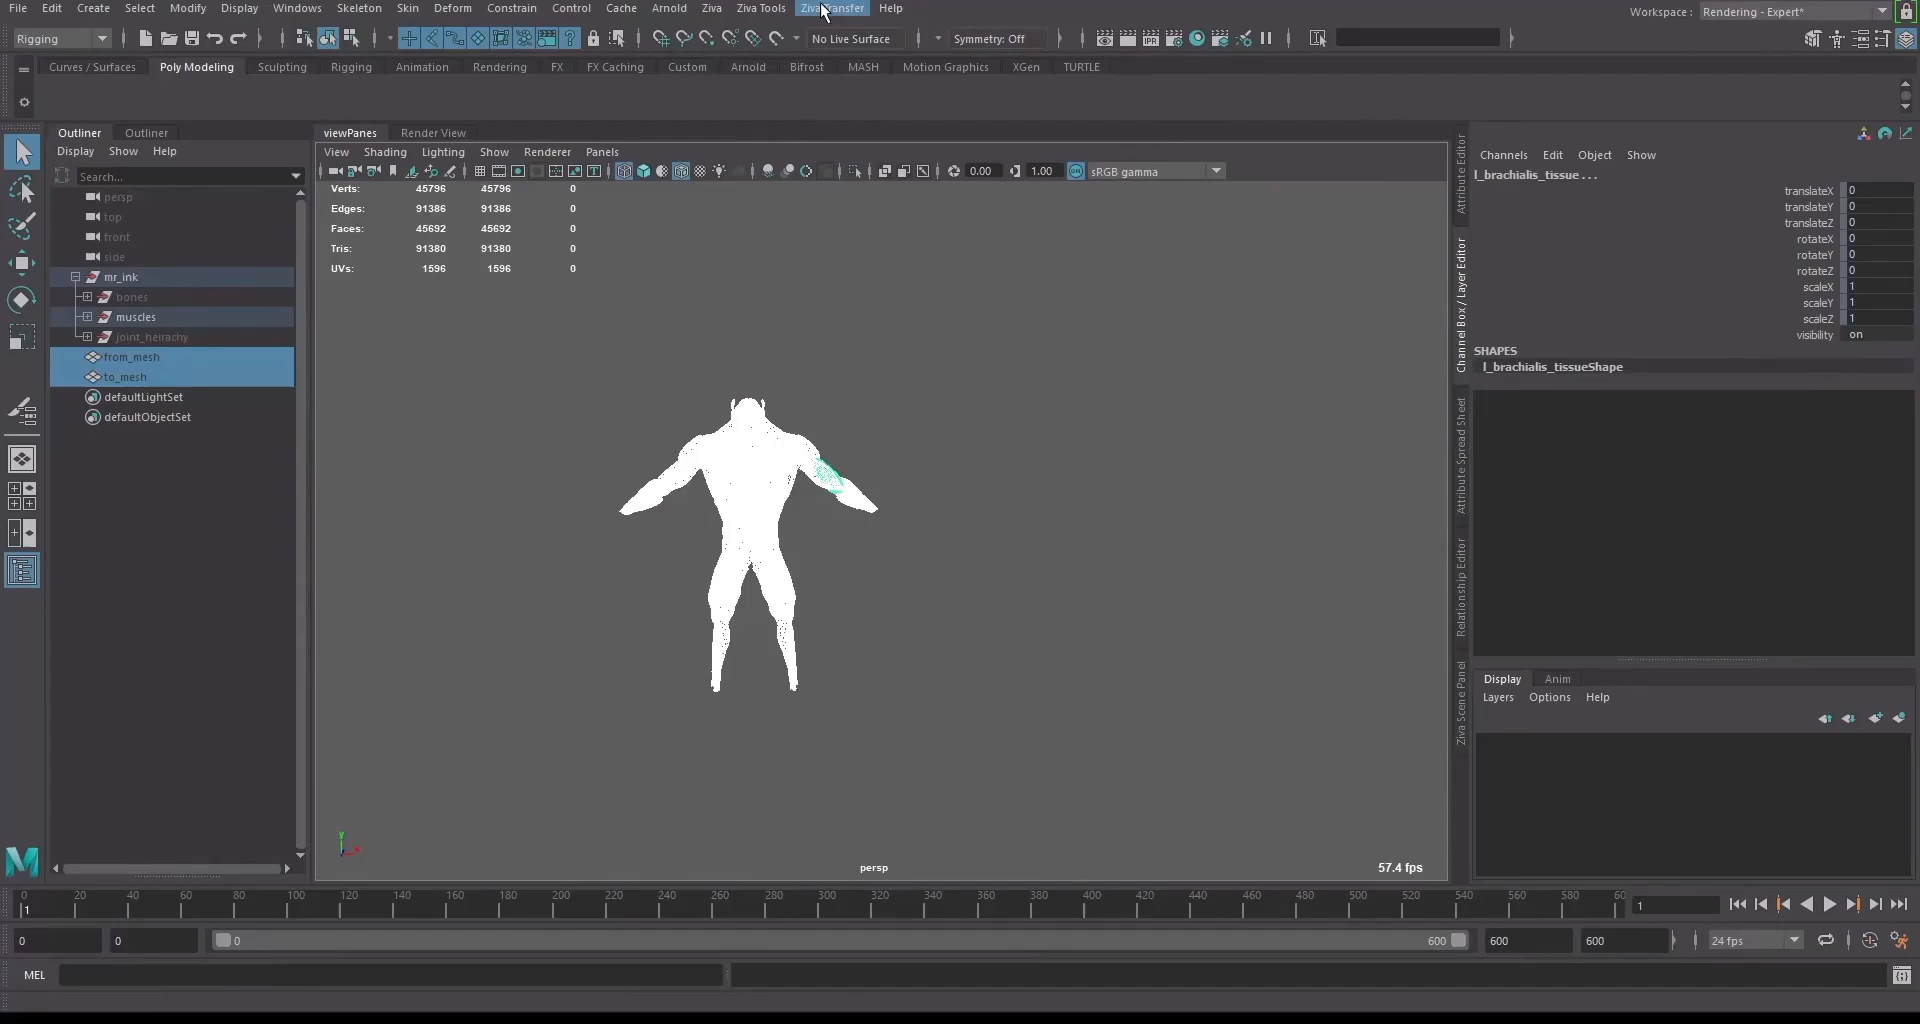 File Edit Create Select Modify Display Windows Skeleton Skin Deform Constrain Control Cache Arnold Ziva Ziva Tools Help
Workspace : Rendering - Expert*
Rigging No Live Surface Symmetry: Off
Curves / Surfaces Poly Modeling Sculpting Rigging Animation Rendering FX FX Caching Custom Arnold Bifrost MASH Motion Graphics XGen TURTLE
Outliner Outliner
Display Show Help
Search...
persp
top
front
side
mr_ink
bones
muscles
joint_heirachy
from_mesh
to_mesh
defaultLightSet
defaultObjectSet
viewPanes Render View
View Shading Lighting Show Renderer Panels
IPR
0.00 1.00 sRGB gamma
Verts: 45796 45796 0
Edges: 91386 91386 0
Faces: 45692 45692 0
Tris: 91380 91380 0
UVs: 1596 1596 0
y
persp
57.4 fps
Attribute Editor
Channel Box / Layer Editor
Attribute Spread Sheet
Relationship Editor
Ziva Scene Panel
Channels Edit Object Show
l_brachialis_tissue . . .
translateX 0
translateY 0
translateZ 0
rotateX 0
rotateY 0
rotateZ 0
scaleX 1
scaleY 1
scaleZ 1
visibility on
SHAPES
l_brachialis_tissueShape
Display Anim
Layers Options Help
0 20 40 60 80 100 120 140 160 180 200 220 240 260 280 300 320 340 360 380 400 420 440 460 480 500 520 540 560 580 60
1
1
0 0 0 600 600 600 24 fps
MEL